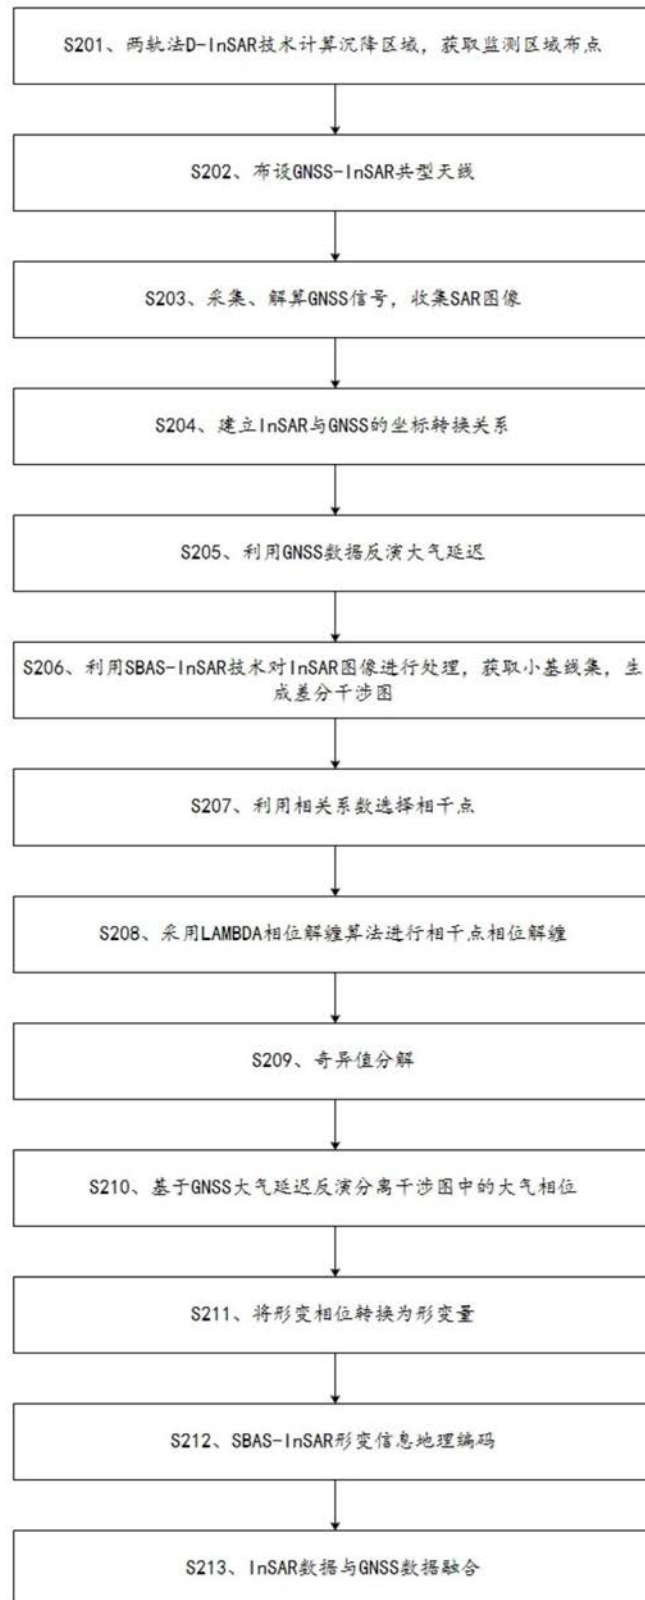 S201、两轨法D-InSAR技术计算沉降区域，获取监测区域布点
S202、布设GNSS-InSAR共型天线
S203、采集、解算GNSS信号，收集SAR图像
S204、建立InSAR与GNSS的坐标转换关系
S205、利用GNSS数据反演大气延迟
S206、利用SBAS-InSAR技术对InSAR图像进行处理，获取小基线集，生
成差分干涉图
S207、利用相关系数选择相干点
S208、采用LAMBDA相位解缠算法进行相干点相位解缠
S209、奇异值分解
S210、基于GNSS大气延迟反演分离干涉图中的大气相位
S211、将形变相位转换为形变量
S212、SBAS-InSAR形变信息地理编码
S213、InSAR数据与GNSS数据融合